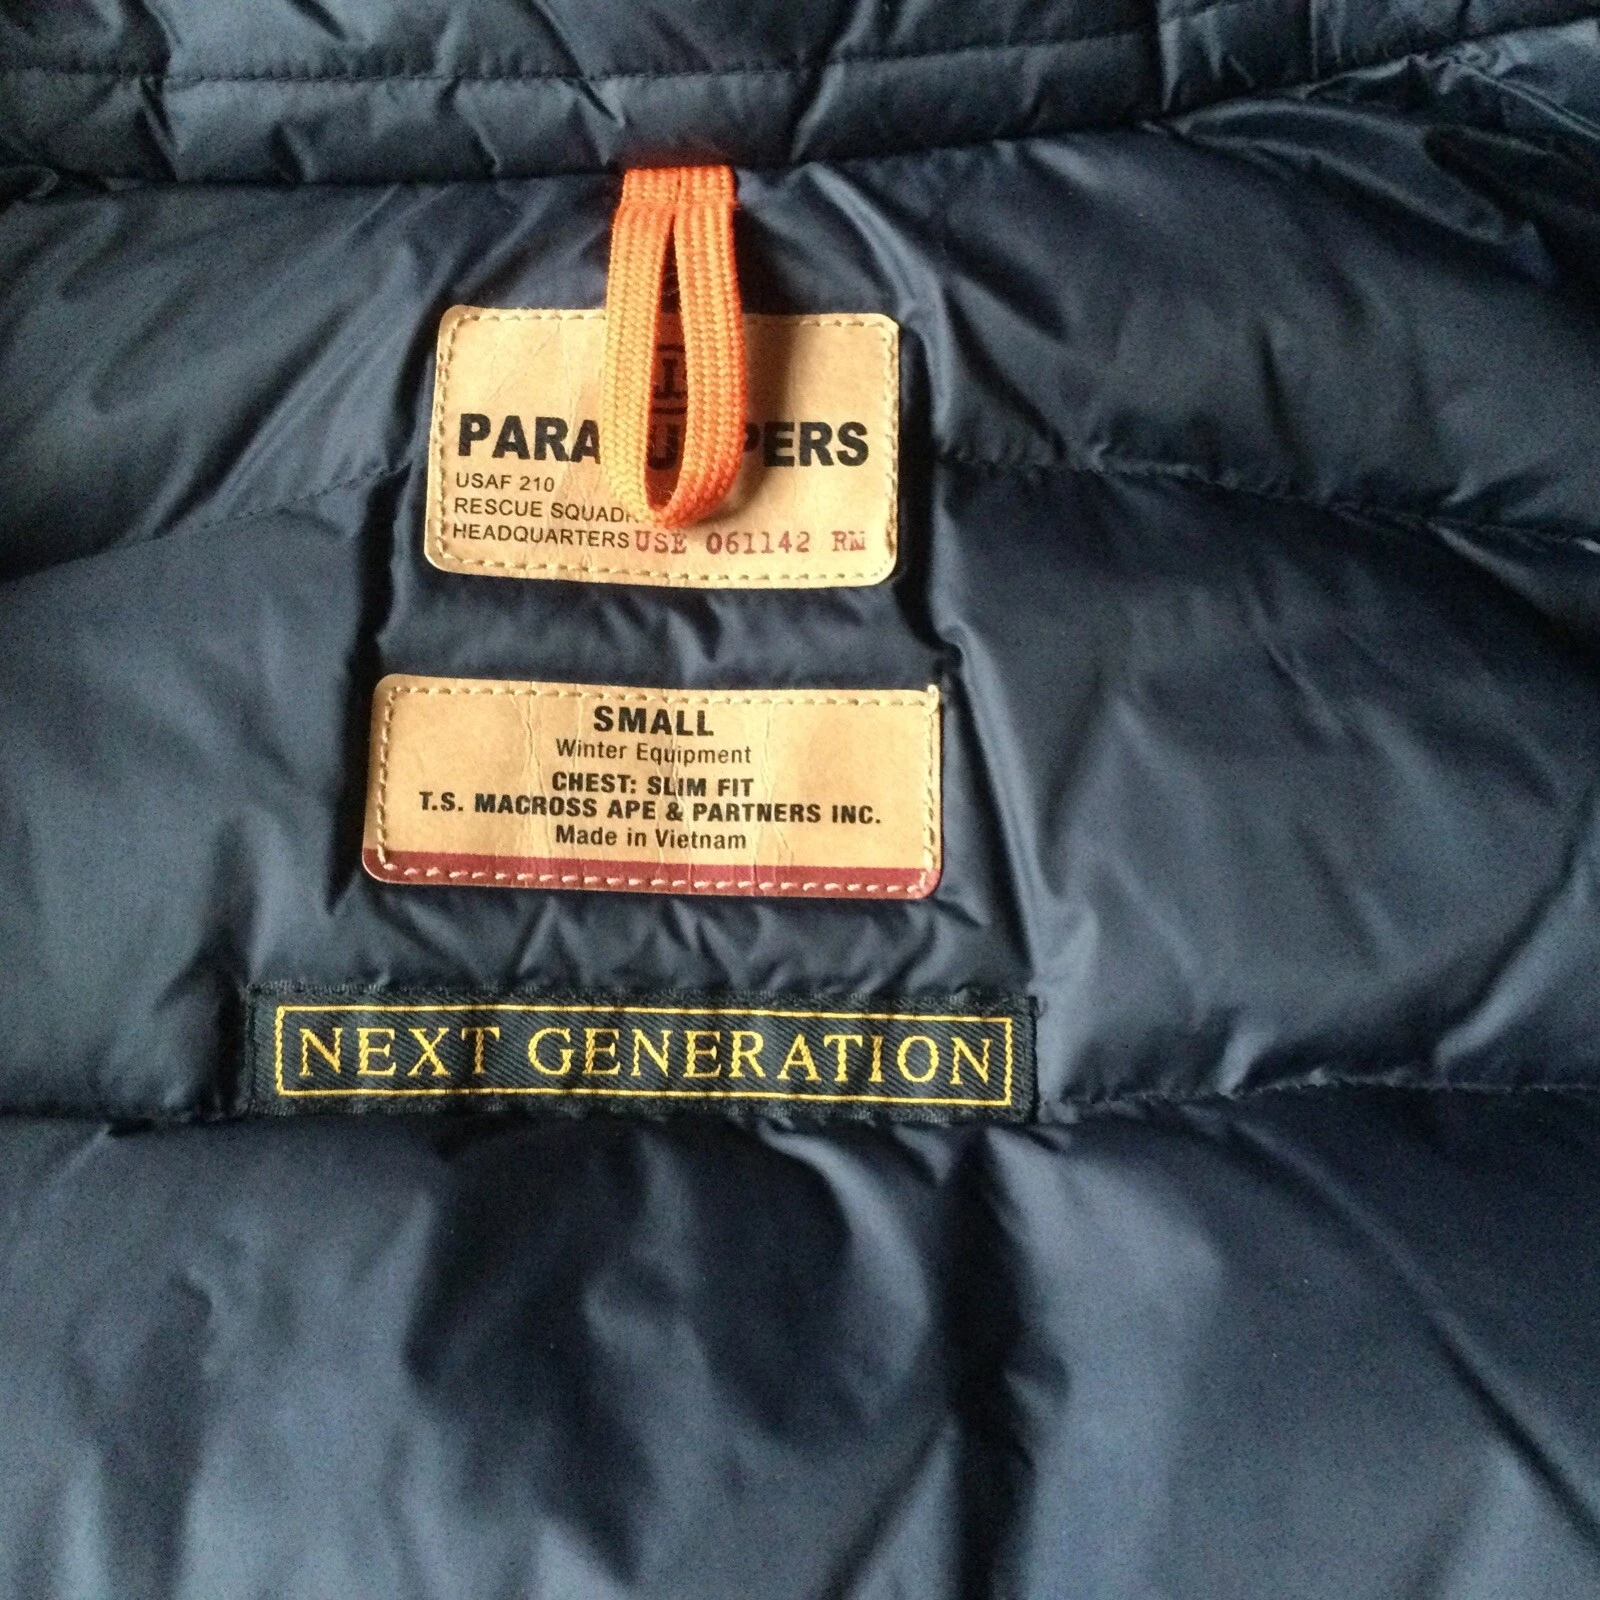 PARA PERS
USAF 210
RESCUE SQUADR
HEADQUARTERS USE 061142 RM
SMALL
Winter Equipment
CHEST: SLIM FIT
T.S. MACROSS APE & PARTNERS INC.
Made in Vietnam
NEXT GENERATION